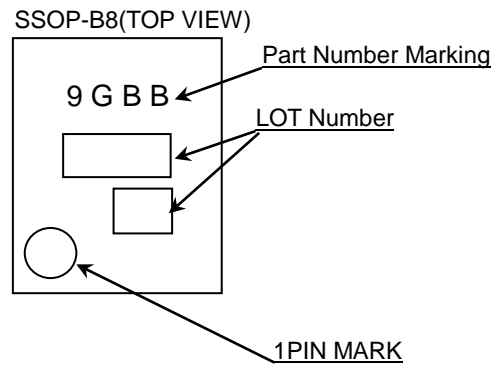 SSOP-B8(TOP VIEW)
Part Number Marking
9 G B B
LOT Number
1PIN MARK